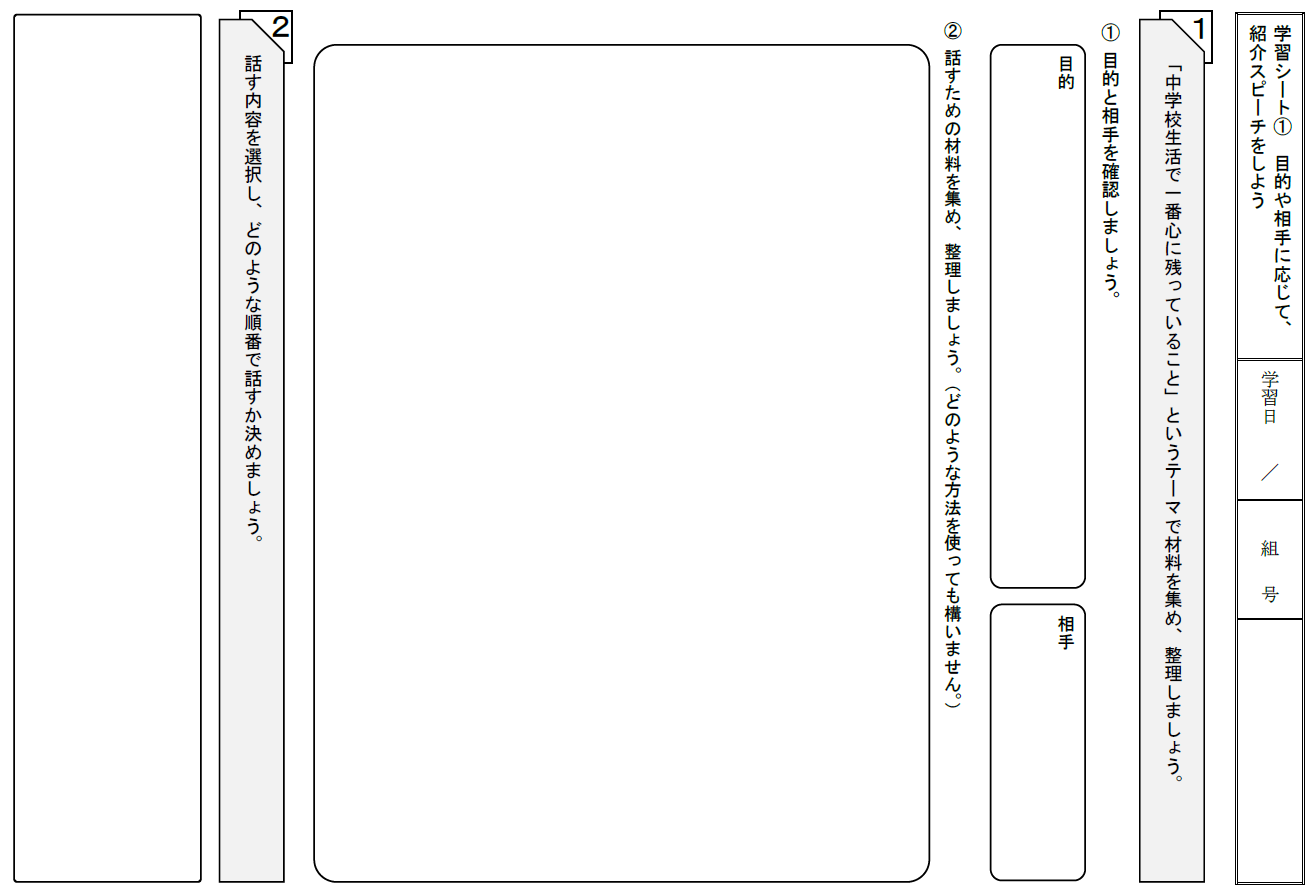 学習シート① 目的や相手に応じて、
紹介スピーチをしよう
学習日 ／
組 号
1
「中学校生活で一番心に残っていること」というテーマで材料を集め、整理しましょう。
① 目的と相手を確認しましょう。
目的
相手
② 話すための材料を集め、整理しましょう。（どのような方法を使っても構いません。）
2
話す内容を選択し、どのような順番で話すか決めましょう。